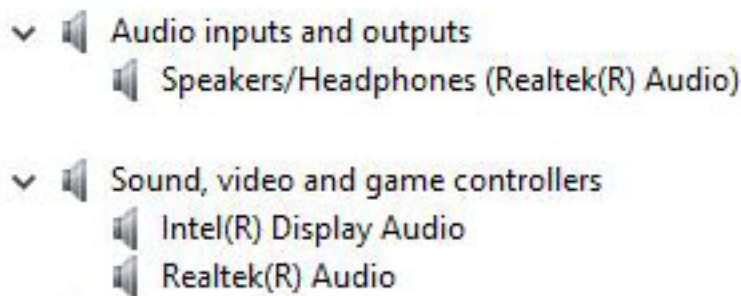 Audio inputs and outputs
Speakers/Headphones (Realtek(R) Audio)
Sound, video and game controllers
Intel(R) Display Audio
Realtek(R) Audio